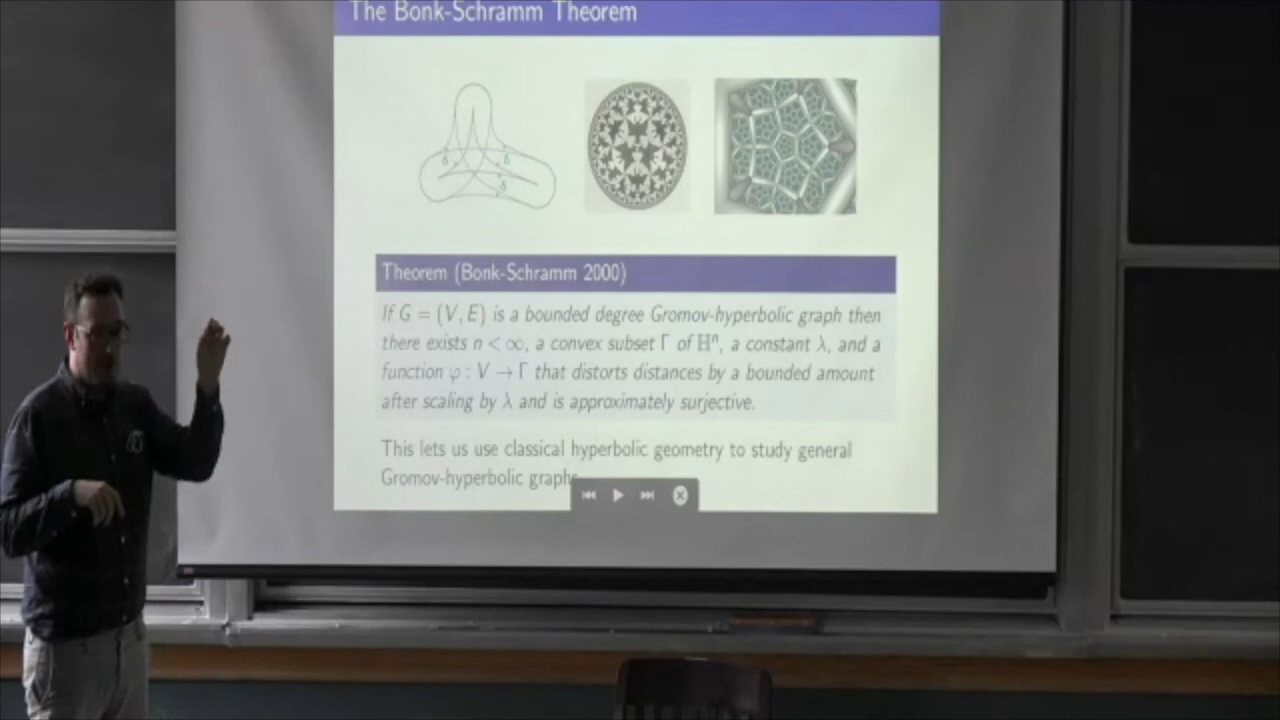 The Bonk-Schramm Theorem
δ
δ
δ
Theorem (Bonk-Schramm 2000)
If G = (V, E) is a bounded degree Gromov-hyperbolic graph then
there exists n < ∞, a convex subset Γ of ℍⁿ, a constant λ, and a
function φ : V → Γ that distorts distances by a bounded amount
after scaling by λ and is approximately surjective.
This lets us use classical hyperbolic geometry to study general
Gromov-hyperbolic graphs